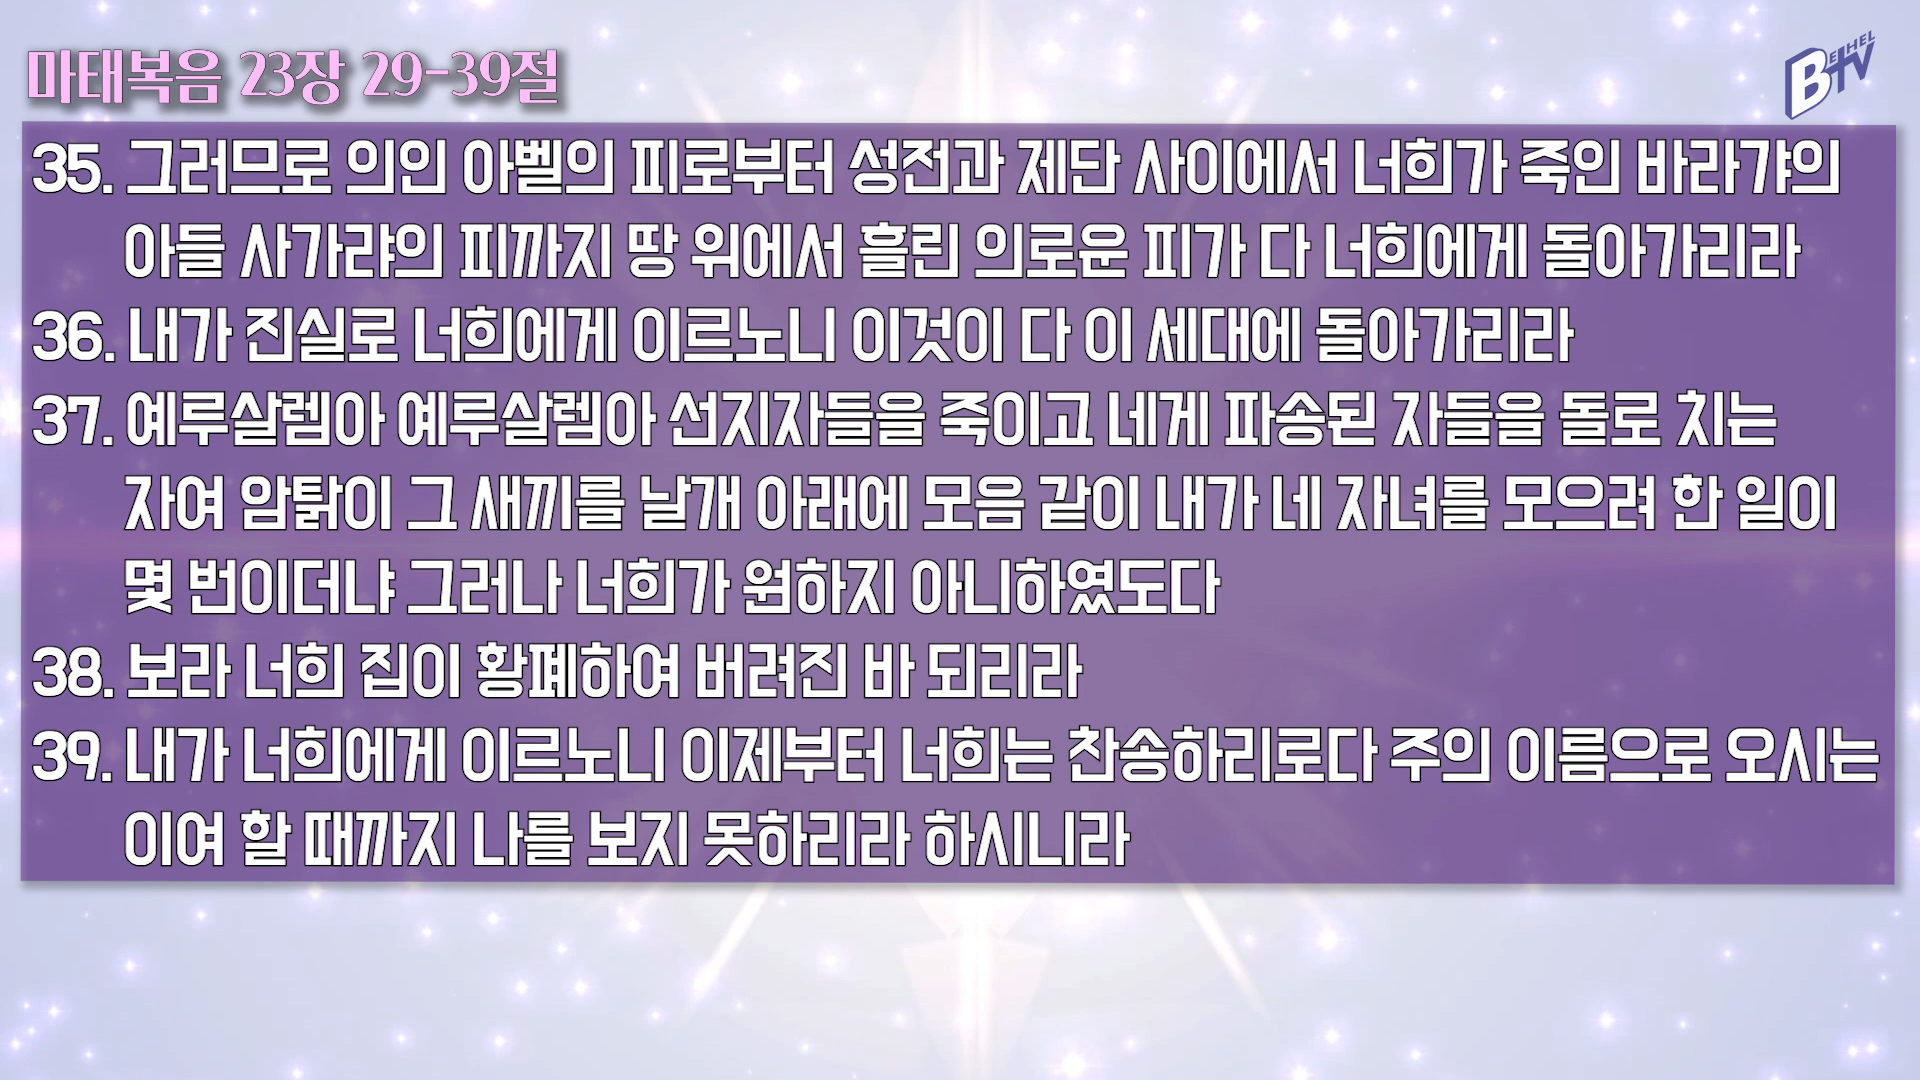 마태복음 23장 29-39절
BETHEL TV
35. 그러므로 의인 아벨의 피로부터 성전과 제단 사이에서 너희가 죽인 바라갸의
아들 사가랴의 피까지 땅 위에서 흘린 의로운 피가 다 너희에게 돌아가리라
36. 내가 진실로 너희에게 이르노니 이것이 다 이 세대에 돌아가리라
37. 예루살렘아 예루살렘아 선지자들을 죽이고 네게 파송된 자들을 돌로 치는
자여 암탉이 그 새끼를 날개 아래에 모음 같이 내가 네 자녀를 모으려 한 일이
몇 번이더냐 그러나 너희가 원하지 아니하였도다
38. 보라 너희 집이 황폐하여 버려진 바 되리라
39. 내가 너희에게 이르노니 이제부터 너희는 찬송하리로다 주의 이름으로 오시는
이여 할 때까지 나를 보지 못하리라 하시니라